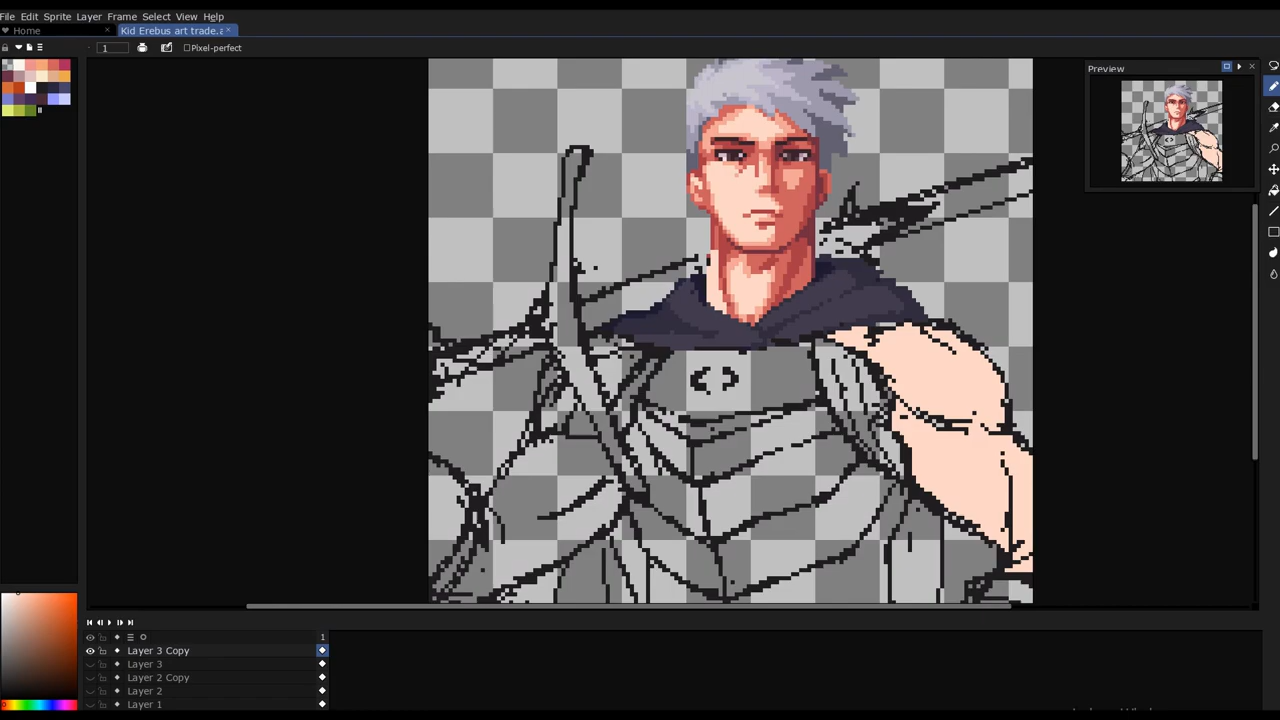 File Edit Sprite Layer Frame Select View Help
Home × Kid Erebus art trade.a ×
1 Pixel-perfect
Preview
1
Layer 3 Copy
Layer 3
Layer 2 Copy
Layer 2
Layer 1